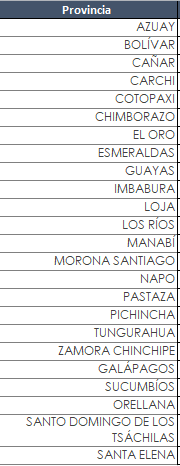 Provincia
AZUAY
BOLÍVAR
CAÑAR
CARCHI
COTOPAXI
CHIMBORAZO
EL ORO
ESMERALDAS
GUAYAS
IMBABURA
LOJA
LOS RÍOS
MANABÍ
MORONA SANTIAGO
NAPO
PASTAZA
PICHINCHA
TUNGURAHUA
ZAMORA CHINCHIPE
GALÁPAGOS
SUCUMBÍOS
ORELLANA
SANTO DOMINGO DE LOS
TSÁCHILAS
SANTA ELENA